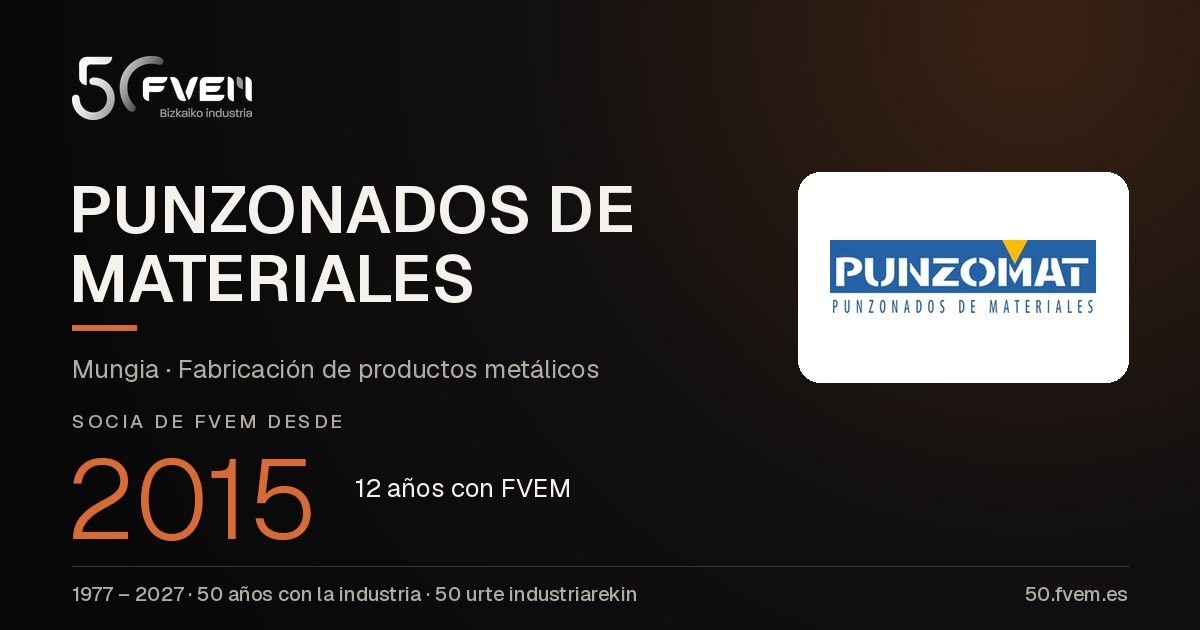 50 FVEM
Bizkaiko industria
PUNZONADOS DE
MATERIALES
PUNZOMAT
PUNZONADOS DE MATERIALES
Mungia · Fabricación de productos metálicos
SOCIA DE FVEM DESDE
2015
12 años con FVEM
1977 – 2027 · 50 años con la industria · 50 urte industriarekin
50.fvem.es